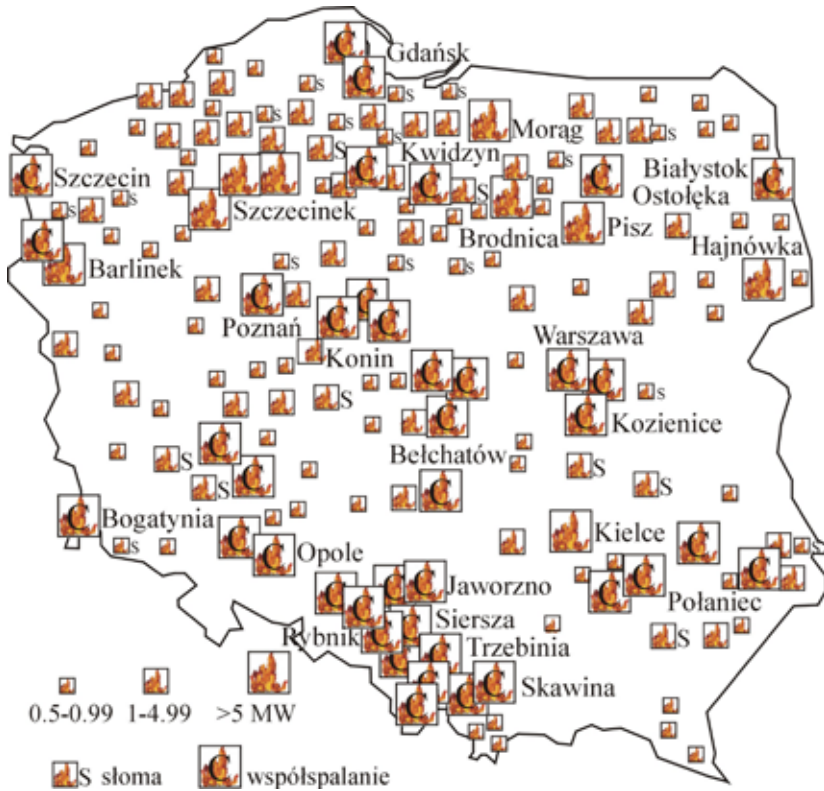 Gdańsk
Morąg
Kwidzyn
Szczecin
Białystok
Ostołęka
Szczecinek
Brodnica
Pisz
Hajnówka
Barlinek
Poznań
Warszawa
Konin
Kozienice
Bełchatów
Bogatynia
Kielce
Opole
Jaworzno
Połaniec
Siersza
Rybnik
Trzebinia
Skawina
0.5-0.99 1-4.99 >5 MW
S słoma C współspalanie